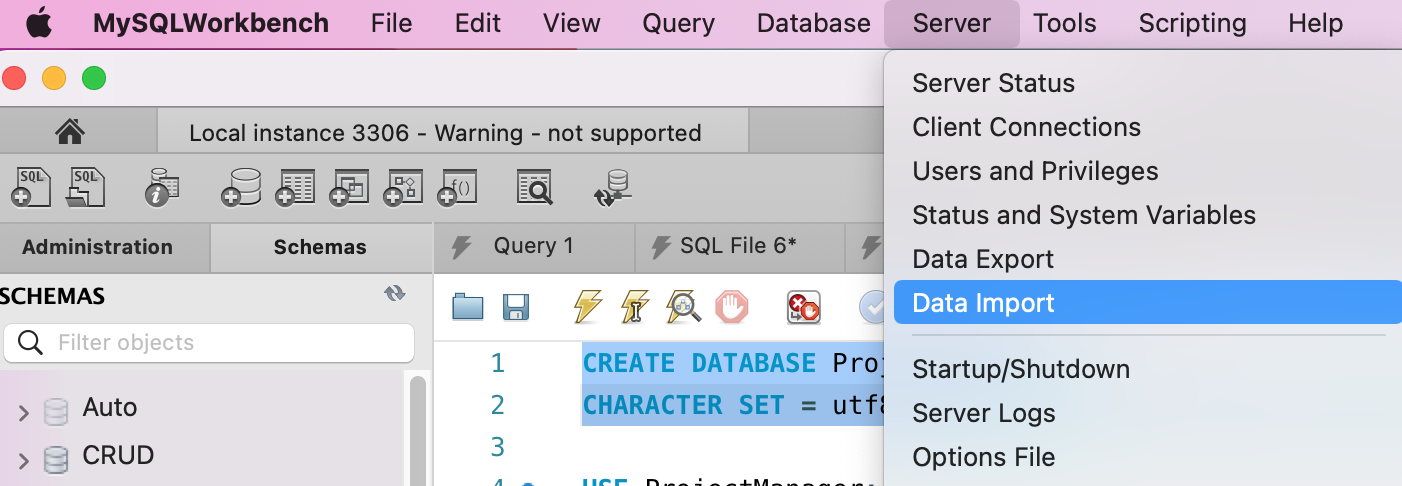 MySQLWorkbench File Edit View Query Database Server Tools Scripting Help
Server Status
Local instance 3306 - Warning - not supported
Client Connections
Users and Privileges
SQL SQL f()
Status and System Variables
Administration Schemas Query 1 SQL File 6*
Data Export
SCHEMAS
Data Import
Filter objects
1 CREATE DATABASE
Startup/Shutdown
2 CHARACTER SET =
Auto
Server Logs
3
CRUD
Options File
4 USE ProjectManager;